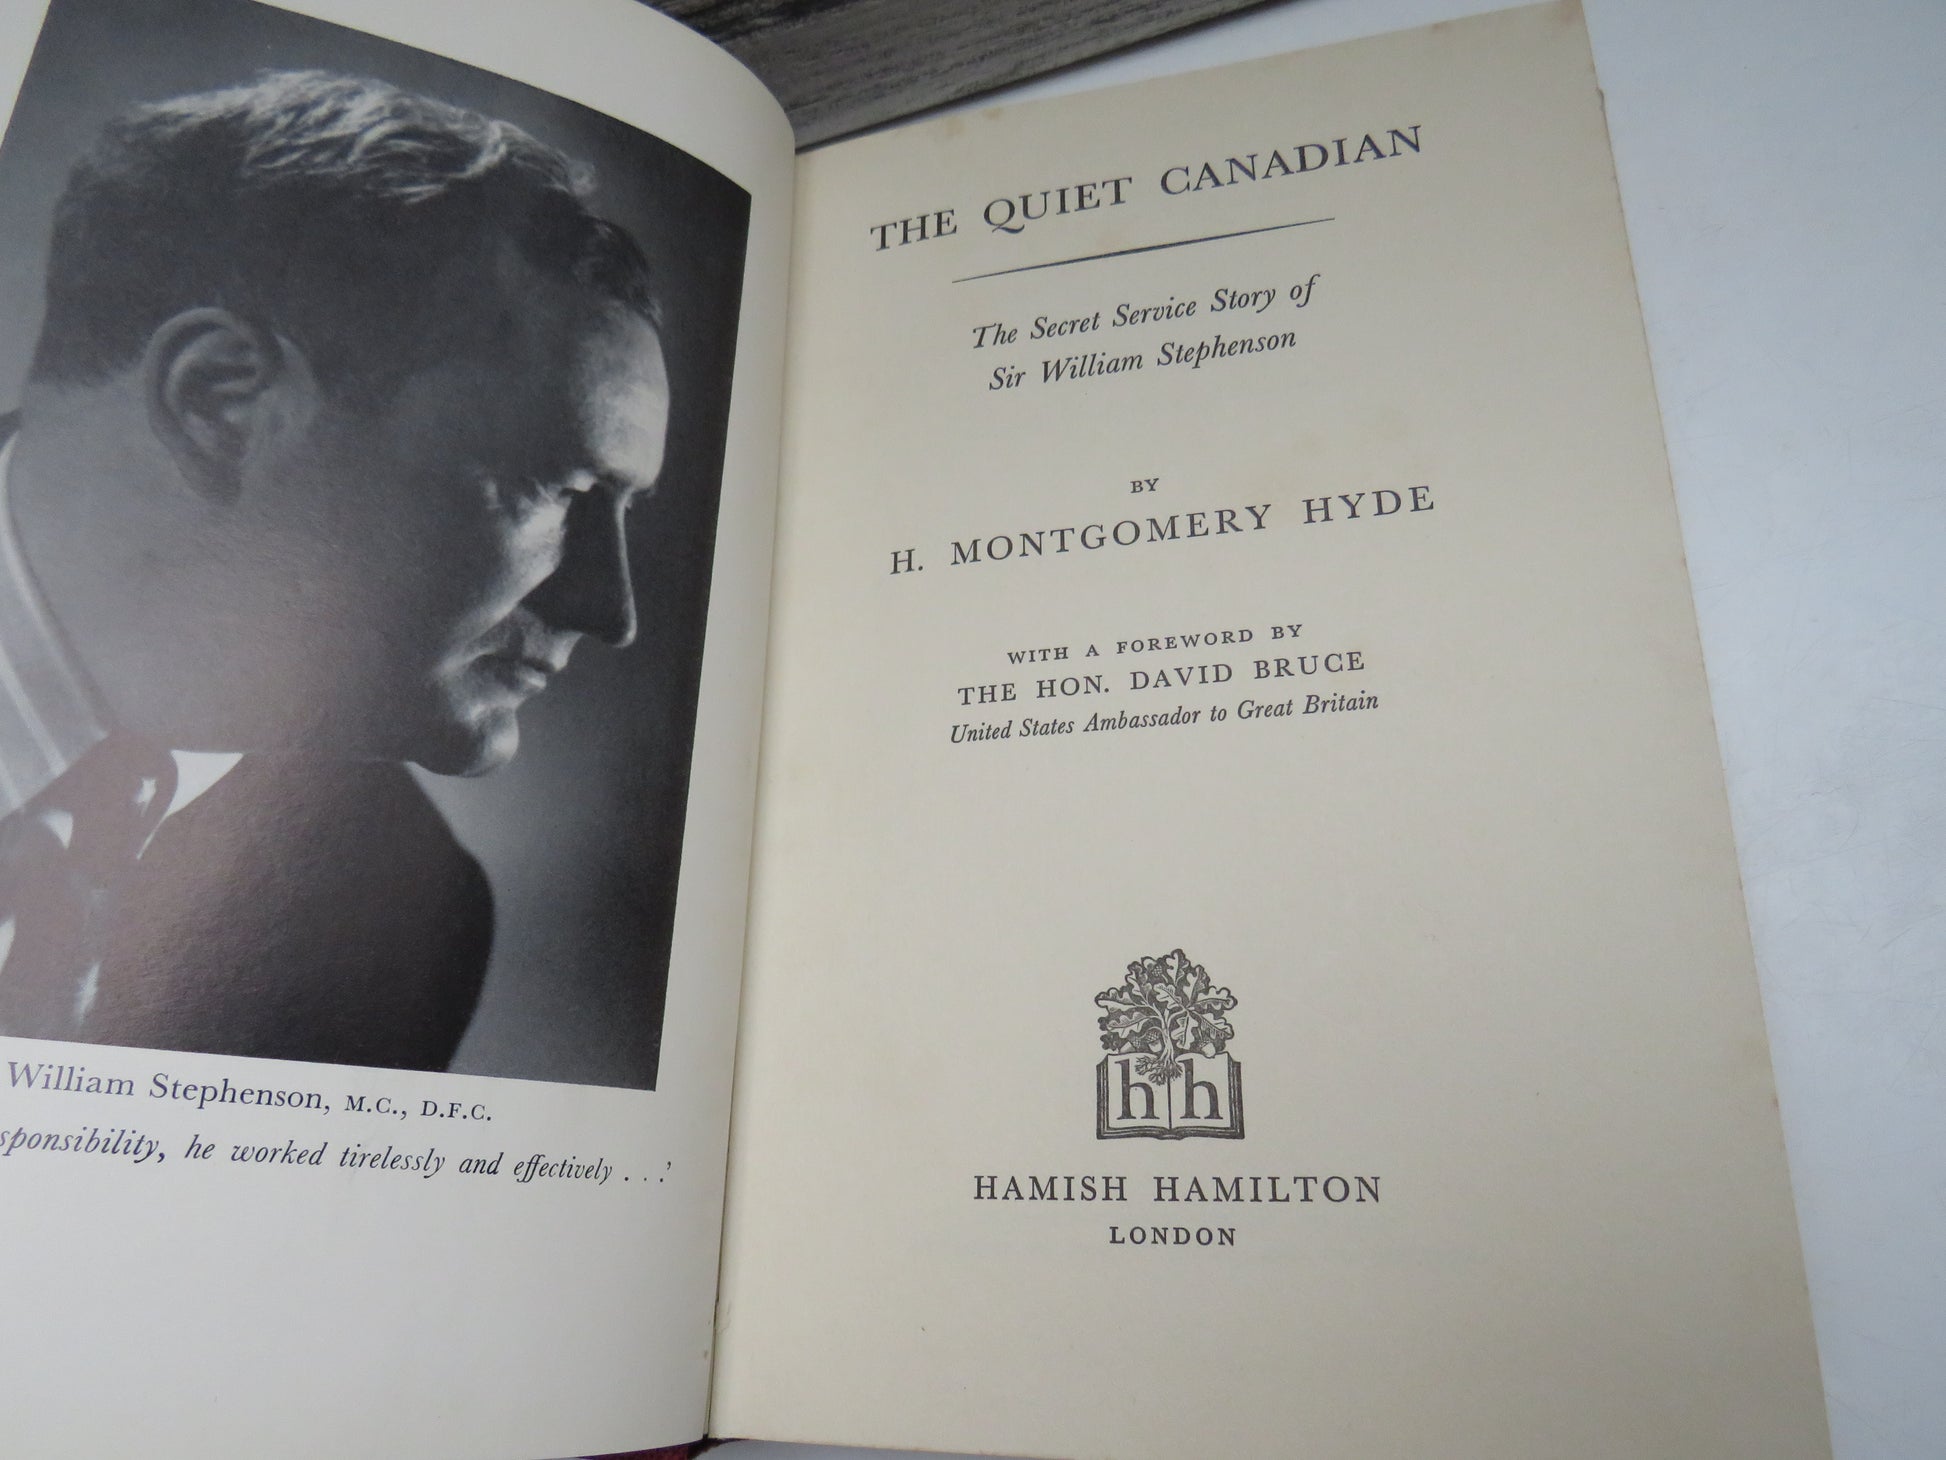 William Stephenson, M.C., D.F.C.
he worked tirelessly and effectively . . .'
THE QUIET CANADIAN
The Secret Service Story of
Sir William Stephenson
BY
H. MONTGOMERY HYDE
WITH A FOREWORD BY
THE HON. DAVID BRUCE
United States Ambassador to Great Britain
h h
HAMISH HAMILTON
LONDON